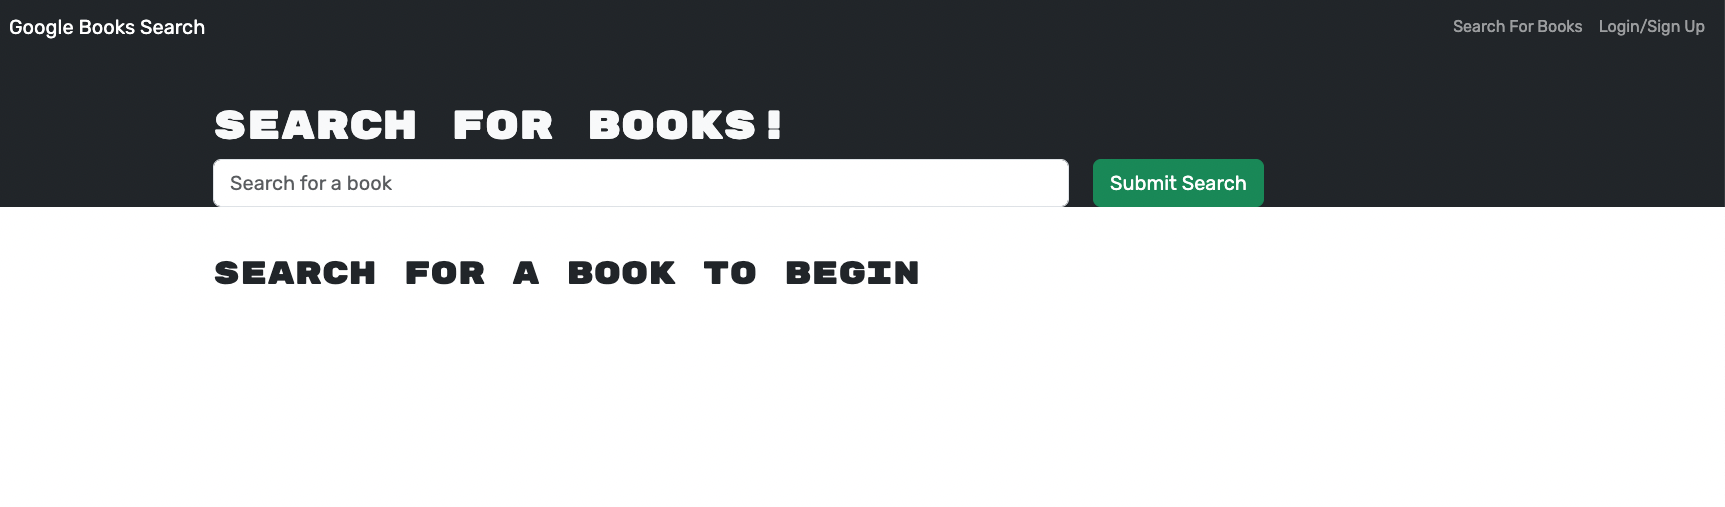 Google Books Search
Search For Books
Login/Sign Up
SEARCH FOR BOOKS!
Search for a book
Submit Search
SEARCH FOR A BOOK TO BEGIN